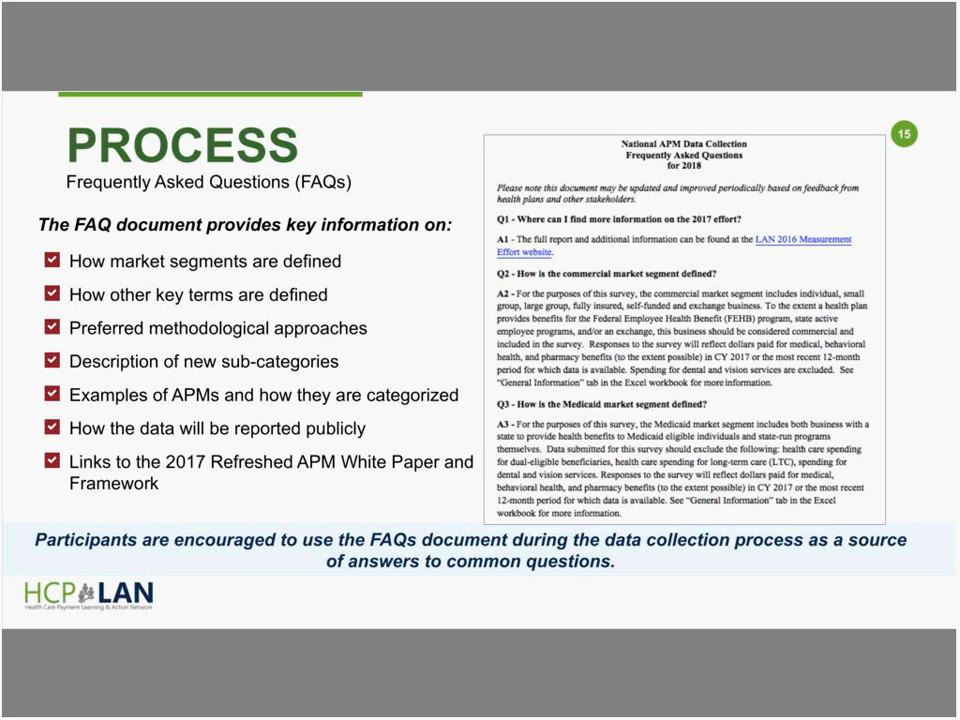 PROCESS
Frequently Asked Questions (FAQs)
The FAQ document provides key information on:
How market segments are defined
How other key terms are defined
Preferred methodological approaches
Description of new sub-categories
Examples of APMs and how they are categorized
How the data will be reported publicly
Links to the 2017 Refreshed APM White Paper and
Framework
15
National APM Data Collection
Frequently Asked Questions
for 2018
Please note this document may be updated and improved periodically based on feedback from
health plans and other stakeholders.
Q1 - Where can I find more information on the 2017 effort?
A1 - The full report and additional information can be found at the LAN 2016 Measurement
Effort website.
Q2 - How is the commercial market segment defined?
A2 - For the purposes of this survey, the commercial market segment includes individual, small
group, large group, fully insured, self-funded and exchange business. To the extent a health plan
provides benefits for the Federal Employee Health Benefit (FEHB) program, state active
employee programs, and/or an exchange, this business should be considered commercial and
included in the survey. Responses to the survey will reflect dollars paid for medical, behavioral
health, and pharmacy benefits (to the extent possible) in CY 2017 or the most recent 12-month
period for which data is available. Spending for dental and vision services are excluded. See
"General Information" tab in the Excel workbook for more information.
Q3 - How is the Medicaid market segment defined?
A3 - For the purposes of this survey, the Medicaid market segment includes both business with a
state to provide health benefits to Medicaid eligible individuals and state-run programs
themselves. Data submitted for this survey should exclude the following: health care spending
for dual-eligible beneficiaries, health care spending for long-term care (LTC), spending for
dental and vision services. Responses to the survey will reflect dollars paid for medical,
behavioral health, and pharmacy benefits (to the extent possible) in CY 2017 or the most recent
12-month period for which data is available. See "General Information" tab in the Excel
workbook for more information.
Participants are encouraged to use the FAQs document during the data collection process as a source
of answers to common questions.
HCP LAN
Health Care Payment Learning & Action Network